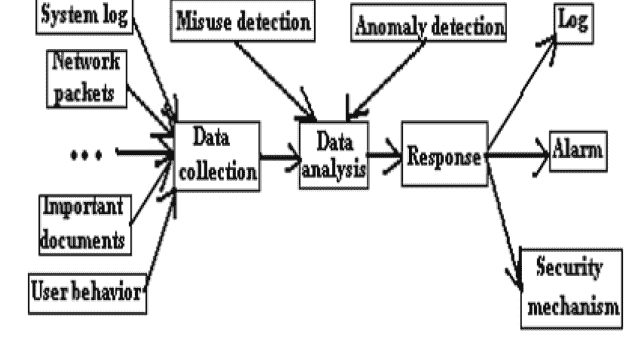 System log
Misuse detection
Anomaly detection
Log
Network
packets
Data
collection
Data
analysis
Response
Alarm
...
Important
documents
User behavior
Security
mechanism